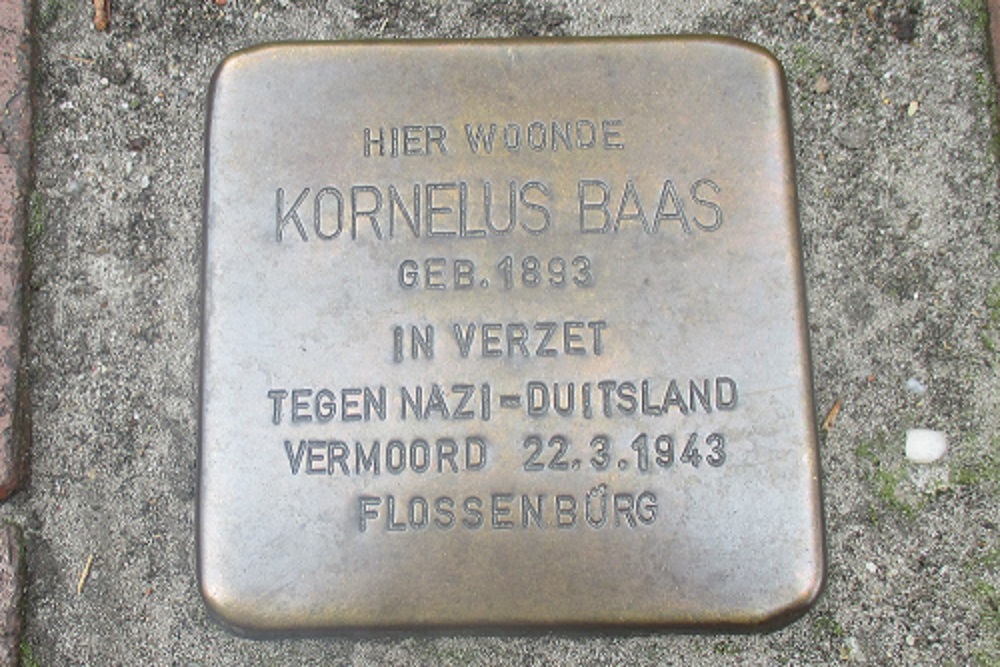 HIER WOONDE
KORNELUS BAAS
GEB. 1893
IN VERZET
TEGEN NAZI-DUITSLAND
VERMOORD 22.3.1943
FLOSSENBÜRG